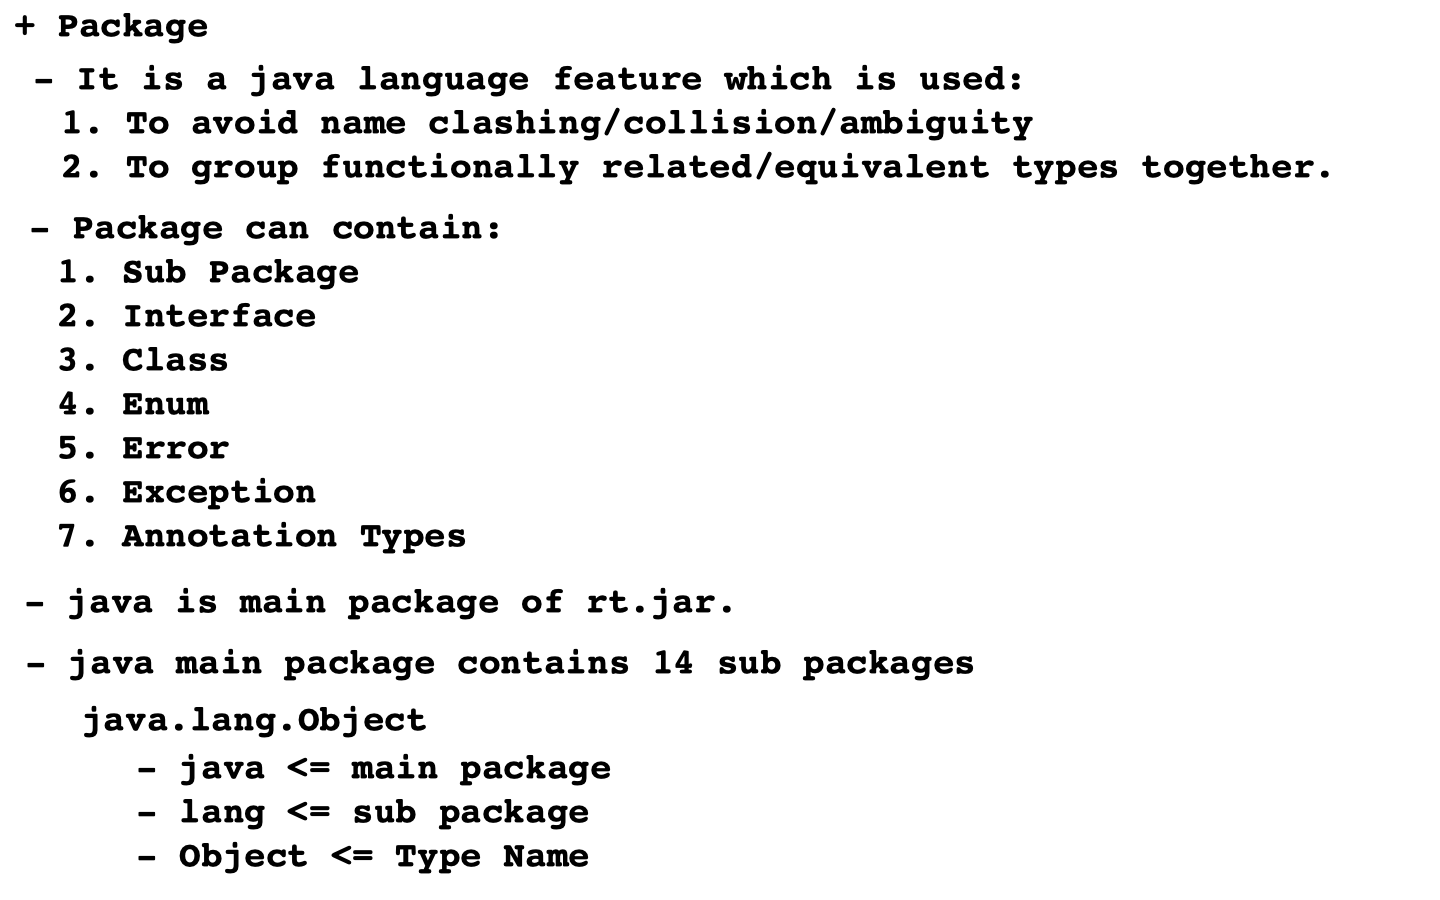 + Package
- It is a java language feature which is used:
1. To avoid name clashing/collision/ambiguity
2. To group functionally related/equivalent types together.
- Package can contain:
1. Sub Package
2. Interface
3. Class
4. Enum
5. Error
6. Exception
7. Annotation Types
- java is main package of rt.jar.
- java main package contains 14 sub packages
java.lang.Object
- java <= main package
- lang <= sub package
- Object <= Type Name